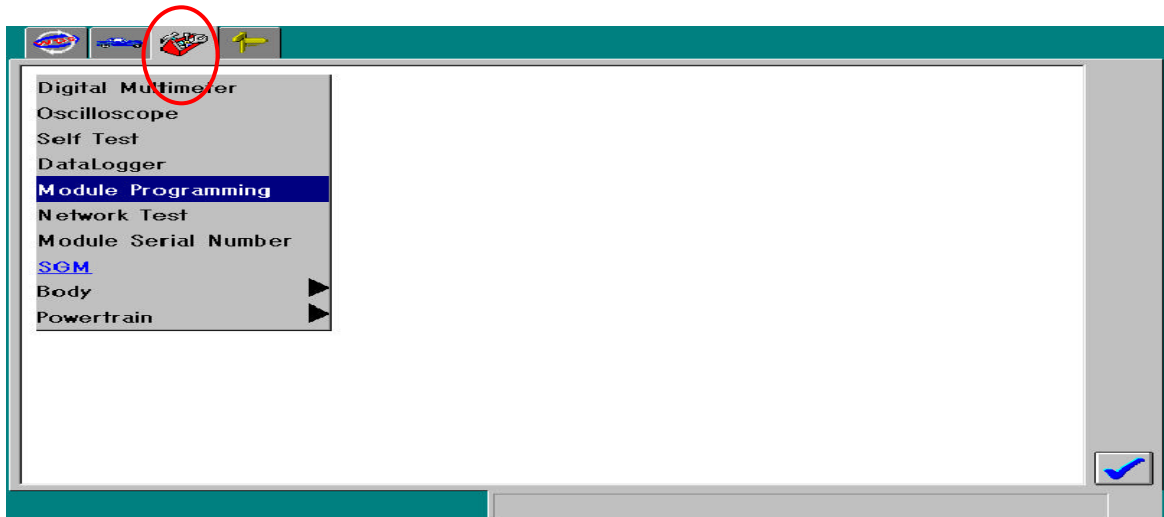 Digital Multimeter
Oscilloscope
Self Test
DataLogger
Module Programming
Network Test
Module Serial Number
SGM
Body
Powertrain